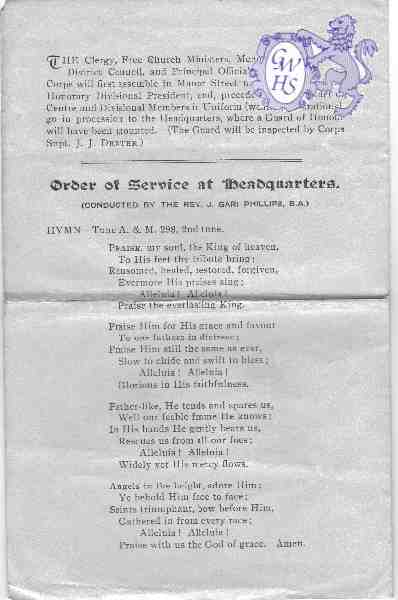 THE Clergy, Free Church Ministers,
District Council, and Principal
Corps will first assemble in Manor Street
Honorary Divisional President, and,
Centre and Divisional Members in Uniform
go in procession to the Headquarters, where a Guard of Honour
will have been mounted. (The Guard will be inspected by Corps
Supt. J. J. DEXTER.)
GWHS
Order of Service at Headquarters.
(CONDUCTED BY THE REV. J. GARI PHILLIPS, B.A.)
HYMN Tune A. & M. 298, 2nd tune.
PRAISE, my soul, the King of heaven,
To His feet thy tribute bring;
Ransomed, healed, restored, forgiven,
Evermore His praises sing;
Alleluia! Alleluia!
Praise the everlasting King.
Praise Him for His grace and favour
To our fathers in distress;
Praise Him still the same as ever,
Slow to chide and swift to bless;
Alleluia! Alleluia!
Glorious in His faithfulness.
Father-like, He tends and spares us,
Well our feeble frame He knows;
In His hands He gently bears us,
Rescues us from all our foes;
Alleluia! Alleluia!
Widely yet His mercy flows.
Angels in the height, adore Him;
Ye behold Him face to face;
Saints triumphant, bow before Him,
Gathered in from every race;
Alleluia! Alleluia!
Praise with us the God of grace. Amen.